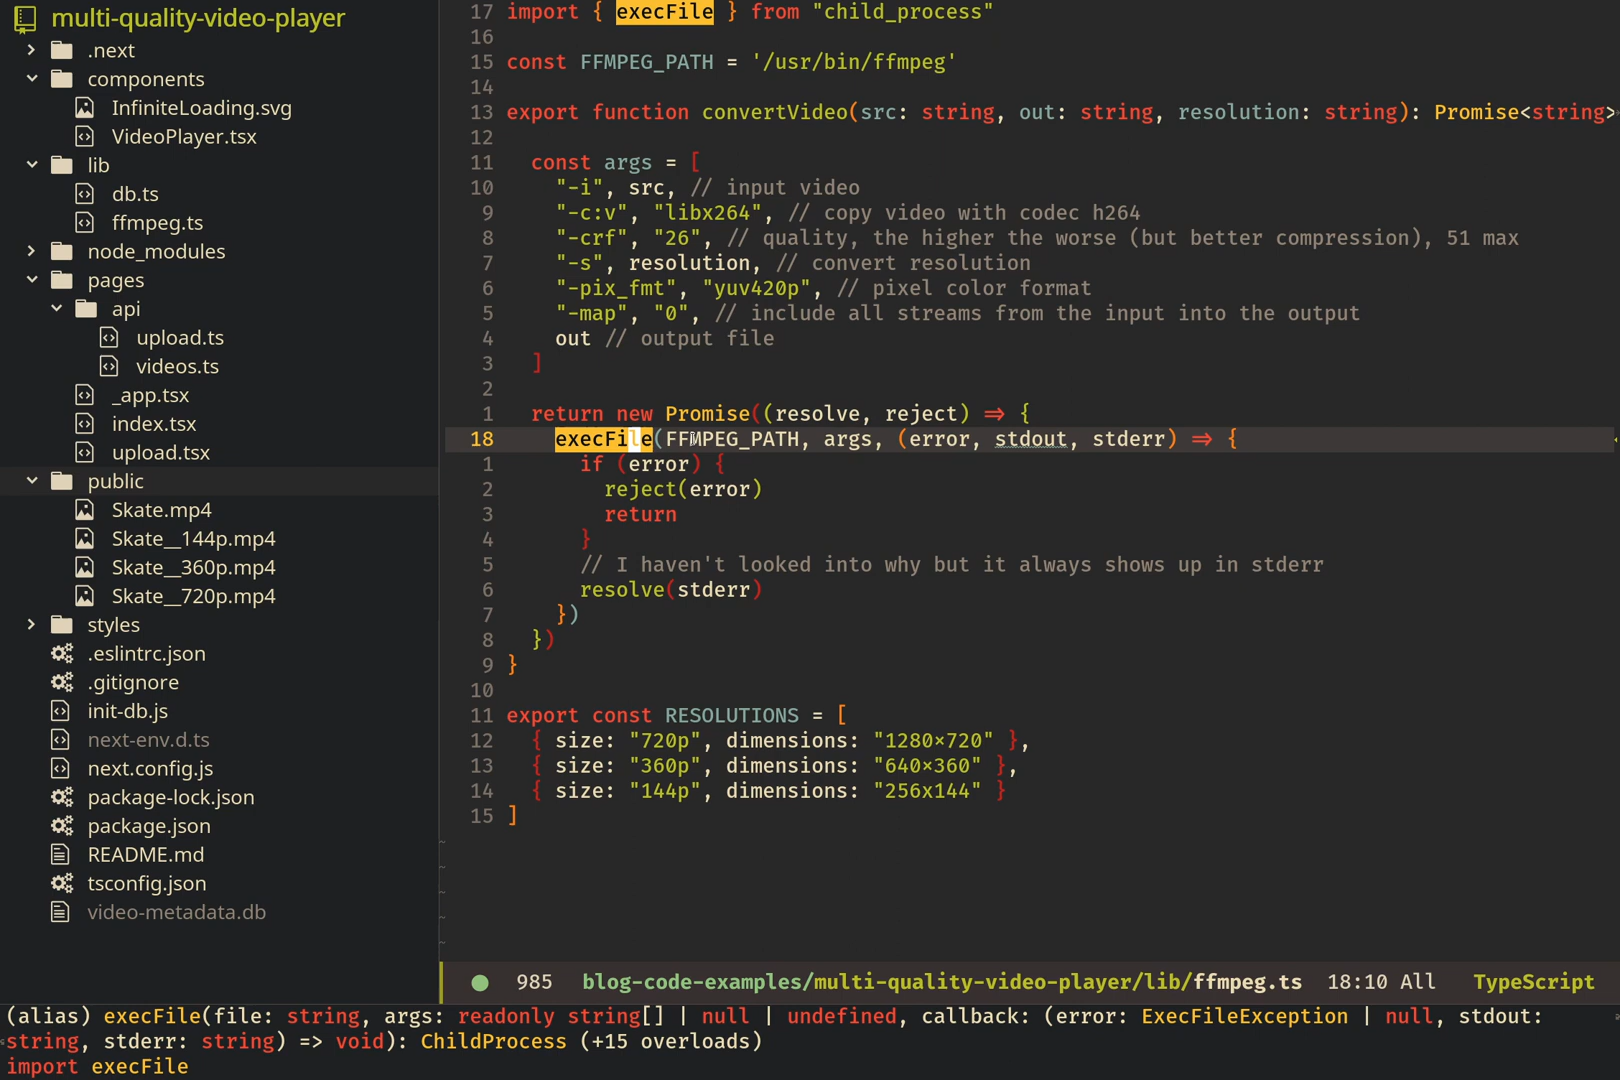 multi-quality-video-player
.next
components
InfiniteLoading.svg
VideoPlayer.tsx
lib
db.ts
ffmpeg.ts
node_modules
pages
api
upload.ts
videos.ts
_app.tsx
index.tsx
upload.tsx
public
Skate.mp4
Skate__144p.mp4
Skate__360p.mp4
Skate__720p.mp4
styles
.eslintrc.json
.gitignore
init-db.js
next-env.d.ts
next.config.js
package-lock.json
package.json
README.md
tsconfig.json
video-metadata.db
17 import { execFile } from "child_process"
16
15 const FFMPEG_PATH = '/usr/bin/ffmpeg'
14
13 export function convertVideo(src: string, out: string, resolution: string): Promise<string>
12
11 const args = [
10 "-i", src, // input video
9 "-c:v", "libx264", // copy video with codec h264
8 "-crf", "26", // quality, the higher the worse (but better compression), 51 max
7 "-s", resolution, // convert resolution
6 "-pix_fmt", "yuv420p", // pixel color format
5 "-map", "0", // include all streams from the input into the output
4 out // output file
3 ]
2
1 return new Promise((resolve, reject) ⇒ {
18 execFile(FFMPEG_PATH, args, (error, stdout, stderr) ⇒ {
1 if (error) {
2 reject(error)
3 return
4 }
5 // I haven't looked into why but it always shows up in stderr
6 resolve(stderr)
7 })
8 })
9 }
10
11 export const RESOLUTIONS = [
12 { size: "720p", dimensions: "1280×720" },
13 { size: "360p", dimensions: "640×360" },
14 { size: "144p", dimensions: "256x144" }
15 ]
~
~
~
~
~
985 blog-code-examples/multi-quality-video-player/lib/ffmpeg.ts 18:10 All TypeScript
(alias) execFile(file: string, args: readonly string[] | null | undefined, callback: (error: ExecFileException | null, stdout:
string, stderr: string) => void): ChildProcess (+15 overloads)
import execFile